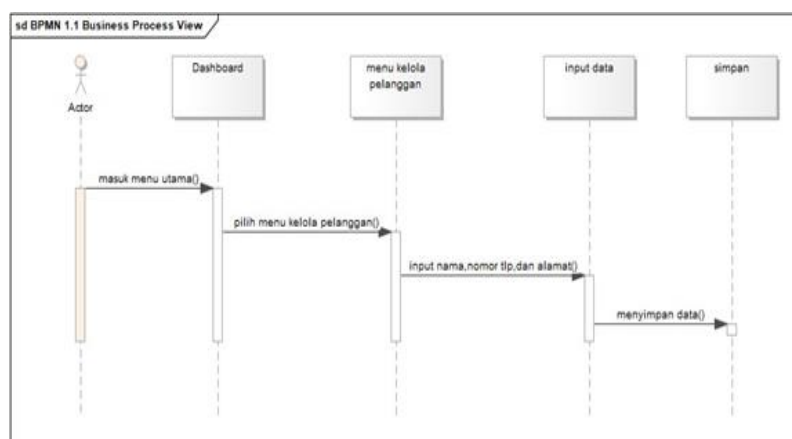 sd BPMN 1.1 Business Process View
Actor
Dashboard
menu kelola
pelanggan
input data
simpan
masuk menu utama()
pilih menu kelola pelanggan()
input nama,nomor tlp,dan alamat()
menyimpan data()